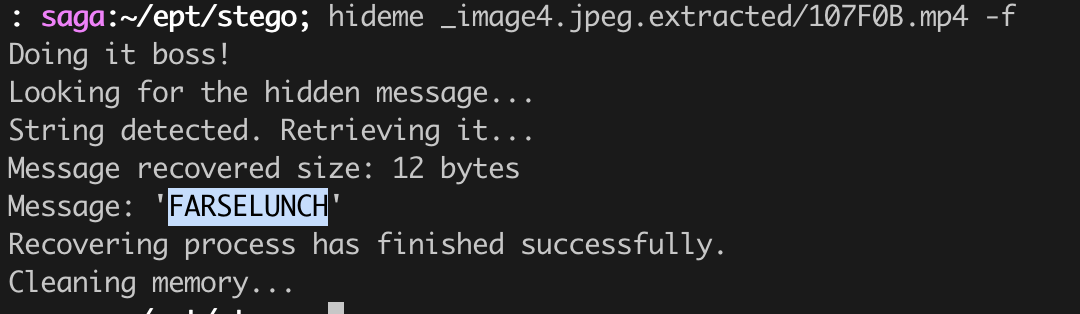 : saga:~/ept/stego; hideme _image4.jpeg.extracted/107F0B.mp4 -f
Doing it boss!
Looking for the hidden message...
String detected. Retrieving it...
Message recovered size: 12 bytes
Message: 'FARSELUNCH'
Recovering process has finished successfully.
Cleaning memory...